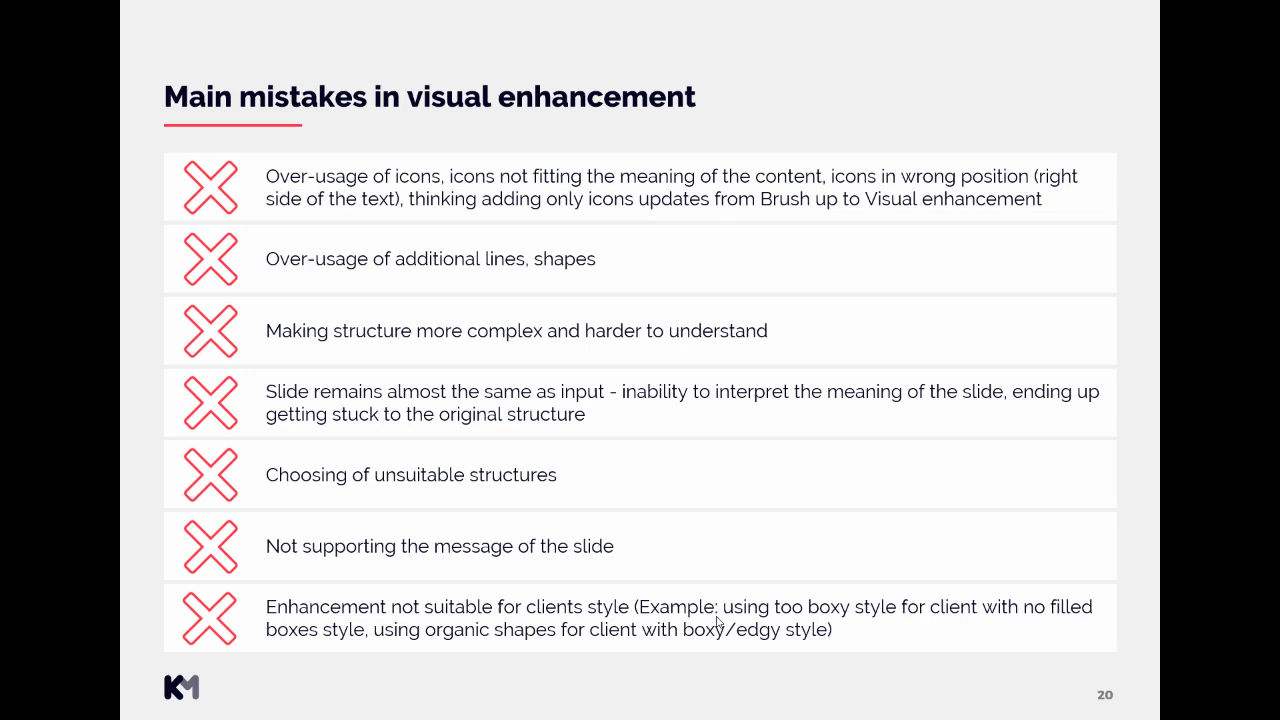 Main mistakes in visual enhancement
Over-usage of icons, icons not fitting the meaning of the content, icons in wrong position (right
side of the text), thinking adding only icons updates from Brush up to Visual enhancement
Over-usage of additional lines, shapes
Making structure more complex and harder to understand
Slide remains almost the same as input - inability to interpret the meaning of the slide, ending up
getting stuck to the original structure
Choosing of unsuitable structures
Not supporting the message of the slide
Enhancement not suitable for clients style (Example: using too boxy style for client with no filled
boxes style, using organic shapes for client with boxy/edgy style)
KM
20